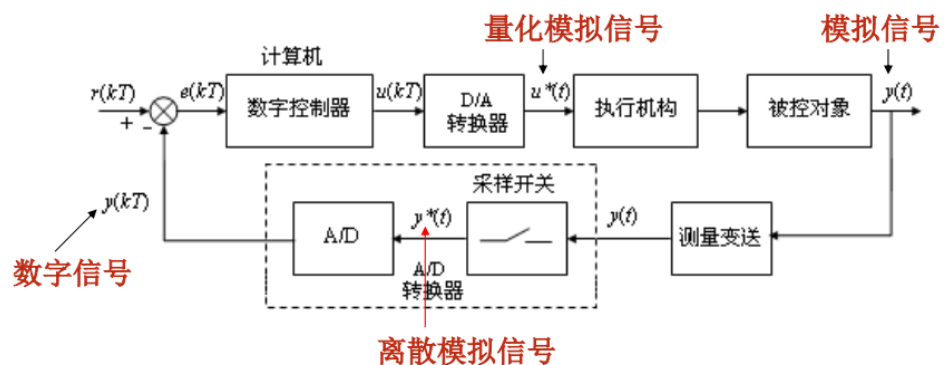 量化模拟信号
模拟信号
计算机
r(kT)
+
-
e(kT)
数字控制器
u(kT)
D/A
转换器
u*(t)
执行机构
被控对象
y(t)
采样开关
y(kT)
A/D
y*(t)
y(t)
测量变送
数字信号
A/D
转换器
离散模拟信号